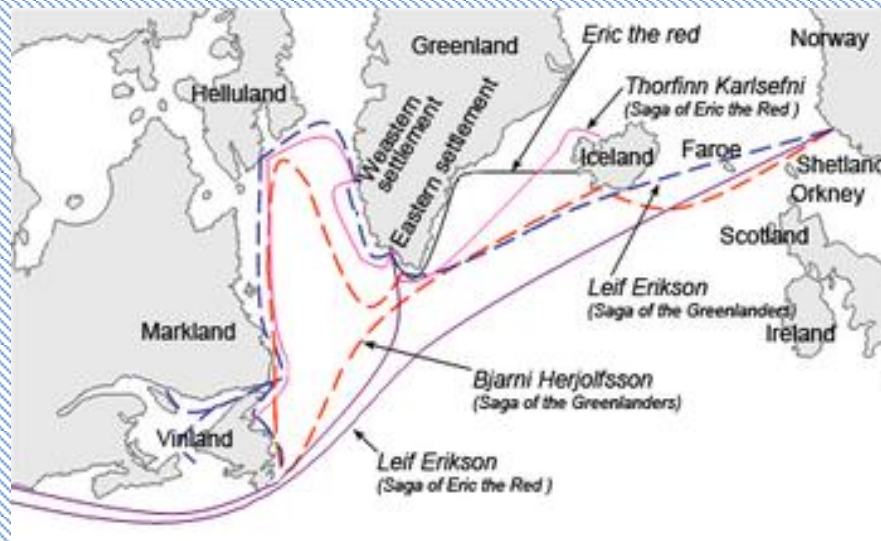 Greenland
Eric the red
Norway
Helluland
Thorfinn Karlsefni
(Saga of Eric the Red )
Weastern
settlement
Eastern settlement
Iceland
Faroe
Shetland
Orkney
Scotland
Leif Erikson
(Saga of the Greenlanders)
Ireland
Markland
Bjarni Herjolfsson
(Saga of the Greenlanders)
Vinland
Leif Erikson
(Saga of Eric the Red )